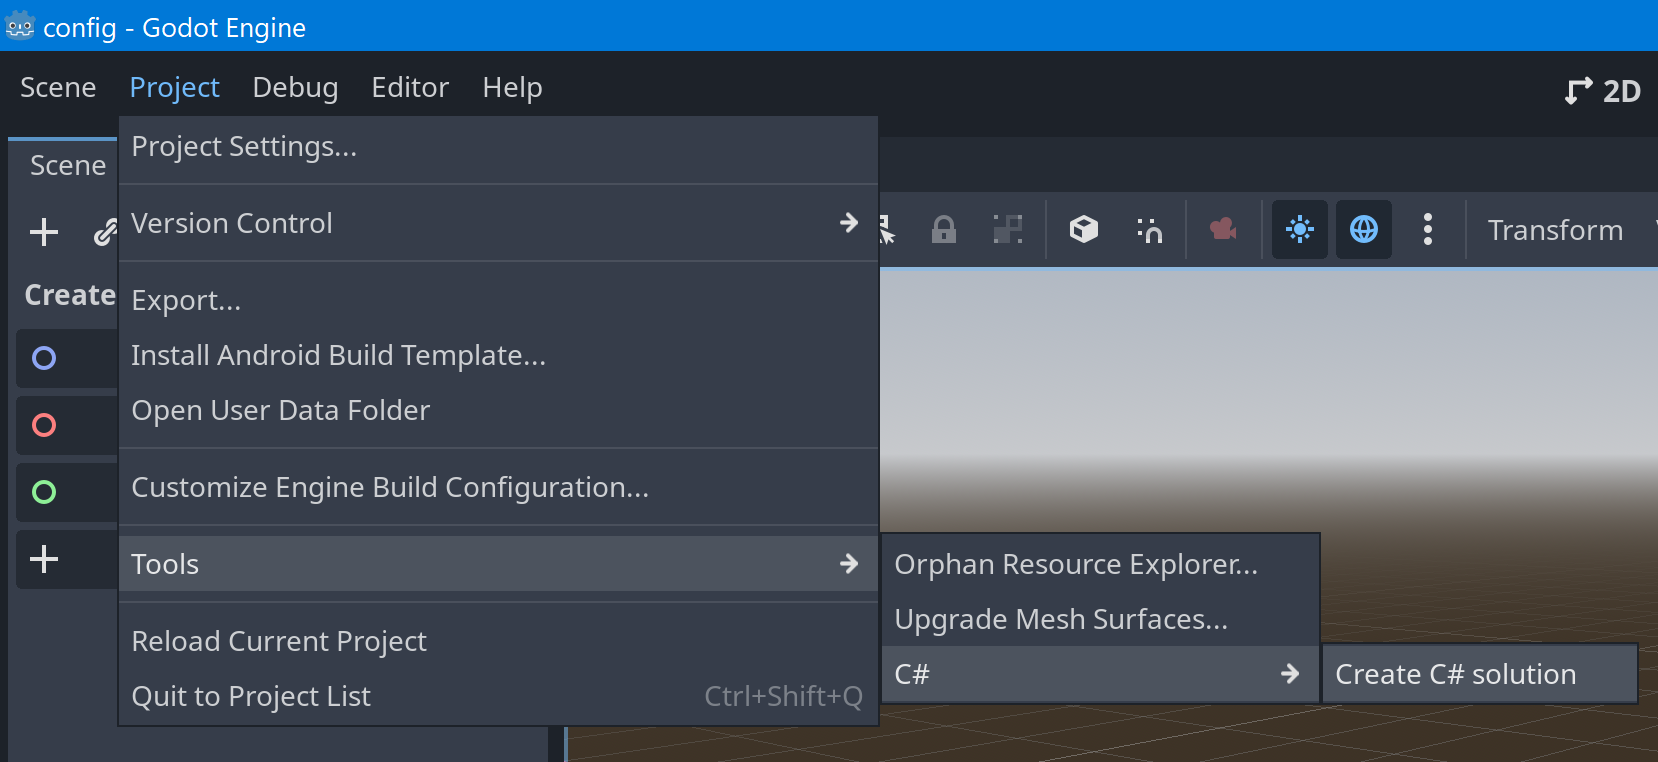 config - Godot Engine
Scene Project Debug Editor Help 2D
Project Settings...
Scene
Version Control
Transform
Create
Export...
Install Android Build Template...
Open User Data Folder
Customize Engine Build Configuration...
Tools
Orphan Resource Explorer...
Upgrade Mesh Surfaces...
Reload Current Project
C#
Create C# solution
Quit to Project List Ctrl+Shift+Q